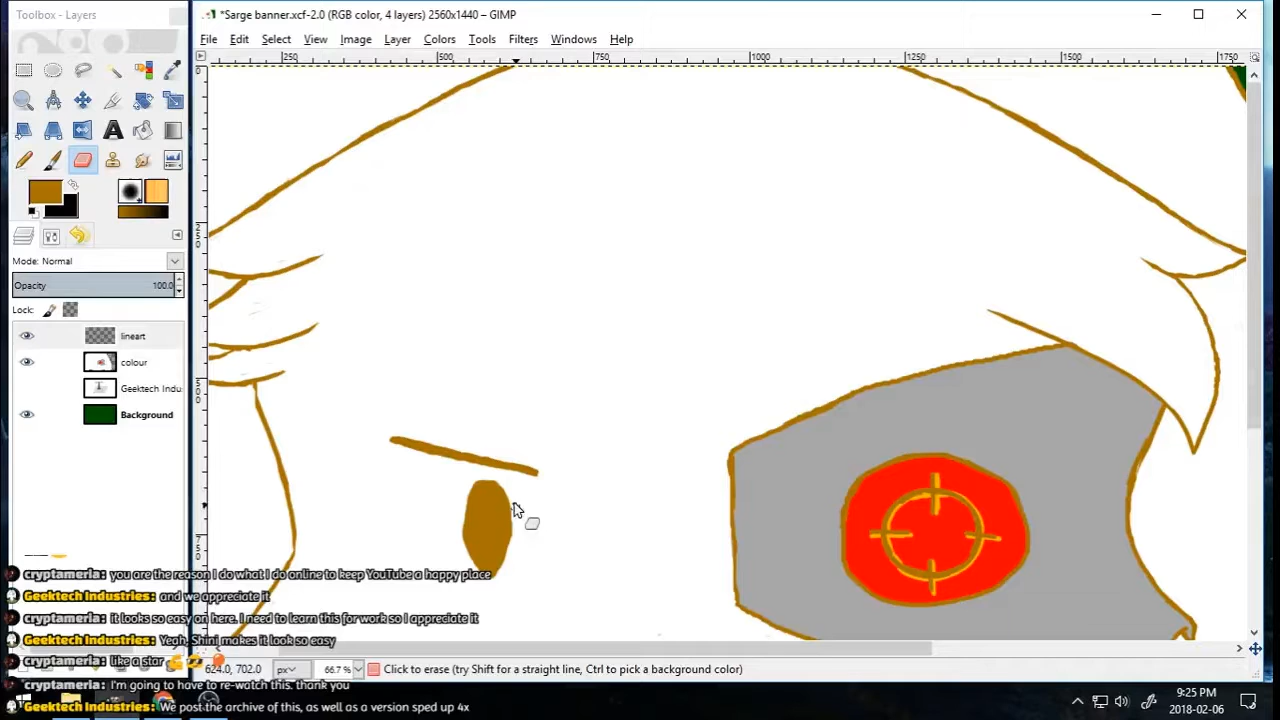 Toolbox - Layers
*Sarge banner.xcf-2.0 (RGB color, 4 layers) 2560x1440 – GIMP
File Edit Select View Image Layer Colors Tools Filters Windows Help
250 500 750 1000 1250 1500 1750
0
250
500
750
Mode: Normal
Opacity 100.0
Lock:
lineart
colour
Geektech Indu
Background
cryptameria: you are the reason I do what I do online to keep YouTube a happy place
Geektech Industries: and we appreciate it
cryptameria: it looks so easy on here. I need to learn this for work so I appreciate it
Geektech Industries: Yeah, Shini makes it look so easy
cryptameria: like a star
cryptameria: I'm going to have to re-watch this. thank you
Geektech Industries: We post the archive of this, as well as a version sped up 4x
624.0, 702.0 px 66.7 % Click to erase (try Shift for a straight line, Ctrl to pick a background color)
9:25 PM
2018-02-06